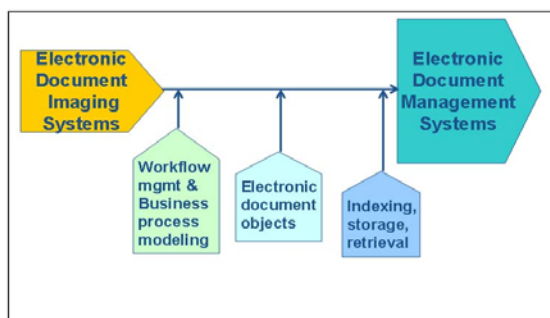 Electronic
Document
Imaging
Systems
Electronic
Document
Management
Systems
Workflow
mgmt &
Business
process
modeling
Electronic
document
objects
Indexing,
storage,
retrieval